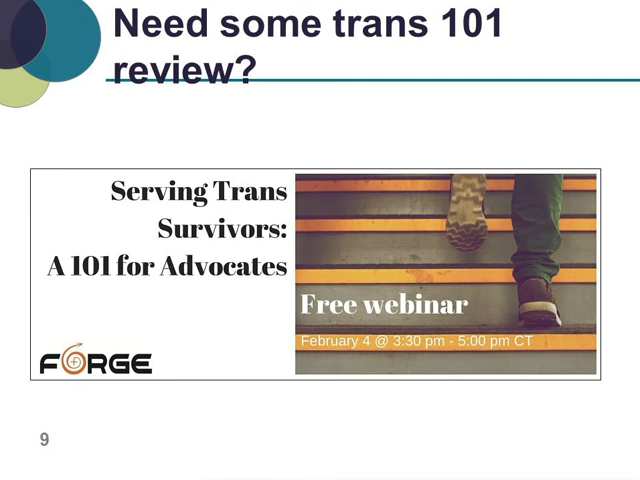 Need some trans 101
review?
Serving Trans
Survivors:
A 101 for Advocates
Free webinar
February 4 @ 3:30 pm - 5:00 pm CT
FORGE
9